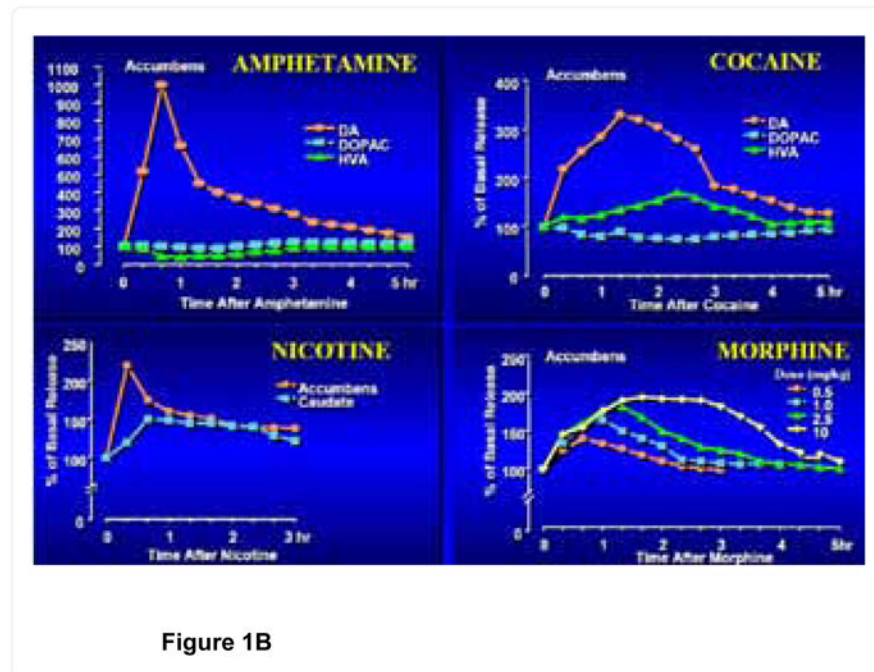 AMPHETAMINE
Accumbens
1100
1000
900
800
700
600
500
400
300
200
100
0
DA
DOPAC
HVA
0 1 2 3 4 5 hr
Time After Amphetamine
COCAINE
Accumbens
% of Basal Release
400
300
200
100
0
DA
DOPAC
HVA
0 1 2 3 4 5 hr
Time After Cocaine
NICOTINE
% of Basal Release
250
200
150
100
0
Accumbens
Caudate
0 1 2 3 hr
Time After Nicotine
MORPHINE
Accumbens
Dose (mg/kg)
0.5
1.0
2.5
10
% of Basal Release
250
200
150
100
0
0 1 2 3 4 5hr
Time After Morphine
Figure 1B